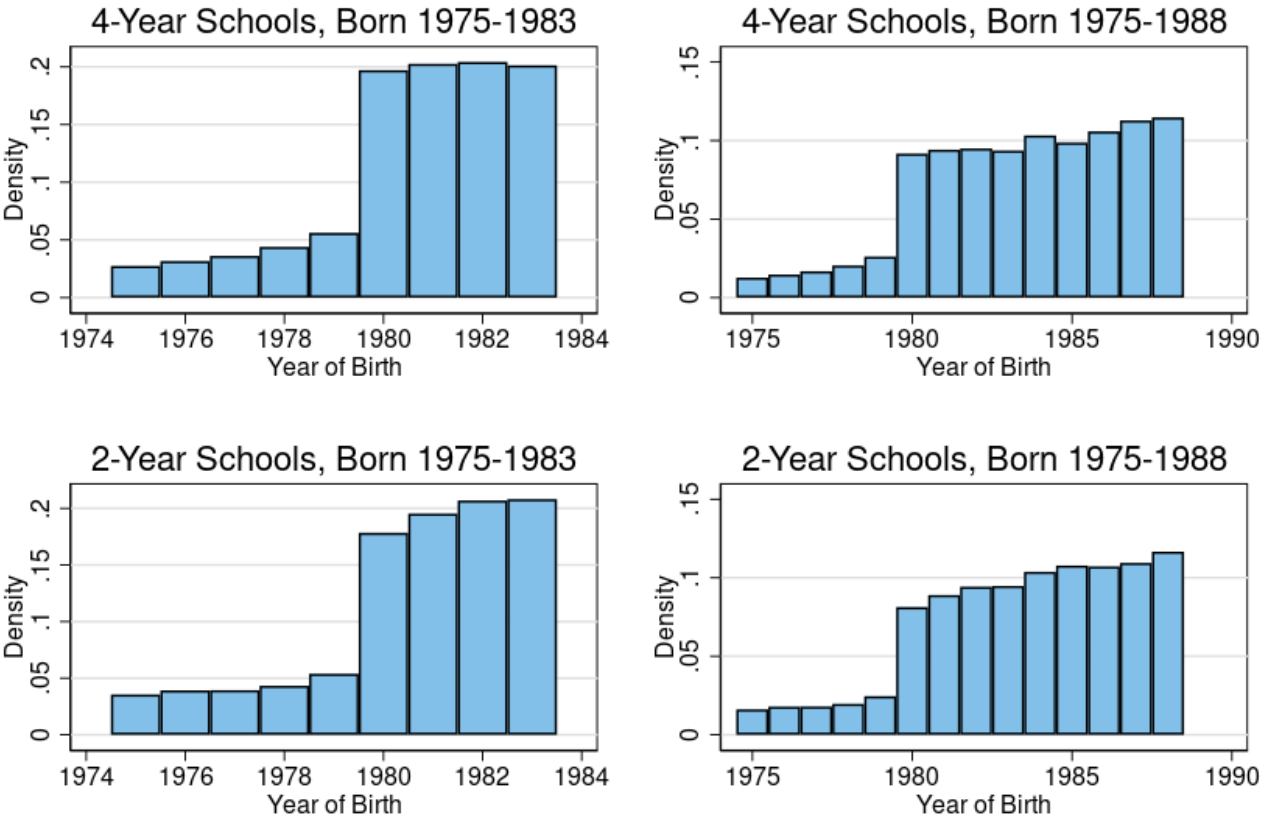 4-Year Schools, Born 1975-1983
Density
.2
.15
.1
.05
0
1974 1976 1978 1980 1982 1984
Year of Birth
4-Year Schools, Born 1975-1988
Density
.15
.1
.05
0
1975 1980 1985 1990
Year of Birth
2-Year Schools, Born 1975-1983
Density
.2
.15
.1
.05
0
1974 1976 1978 1980 1982 1984
Year of Birth
2-Year Schools, Born 1975-1988
Density
.15
.1
.05
0
1975 1980 1985 1990
Year of Birth